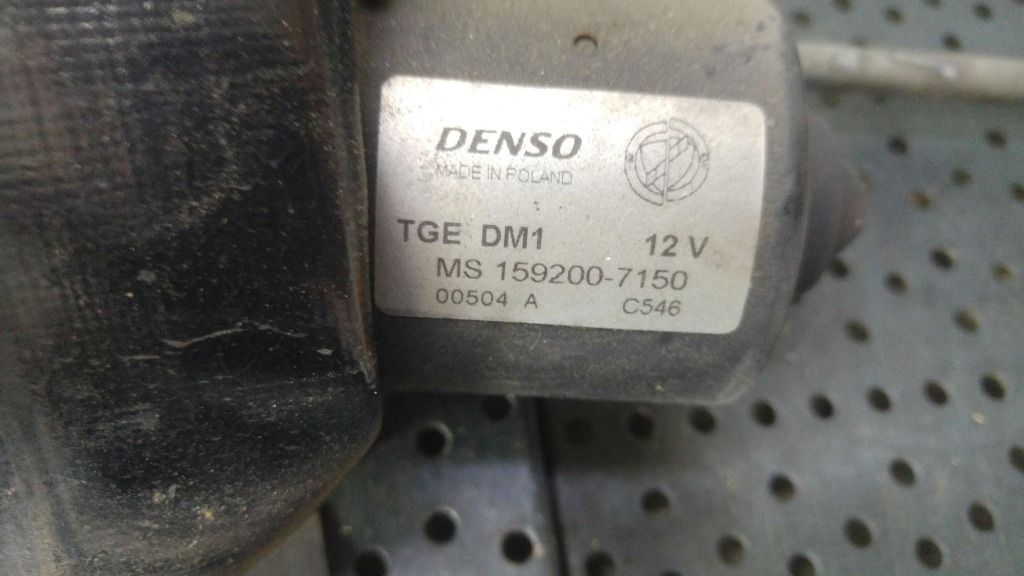 DENSO
MADE IN POLAND
TGE DM1 12 V
MS 159200-7150
00504 A C546